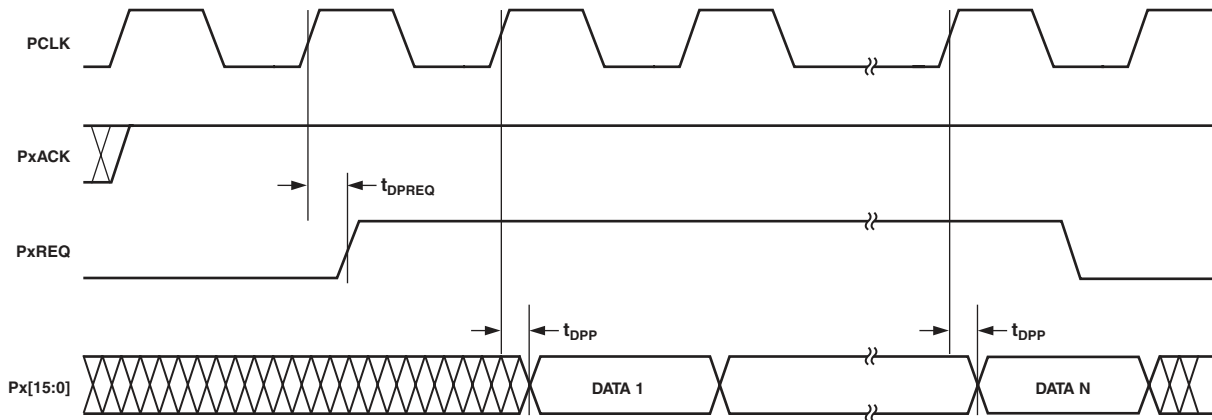 PCLK
PxACK
tDPREQ
PxREQ
tDPP
tDPP
Px[15:0]
DATA 1
DATA N